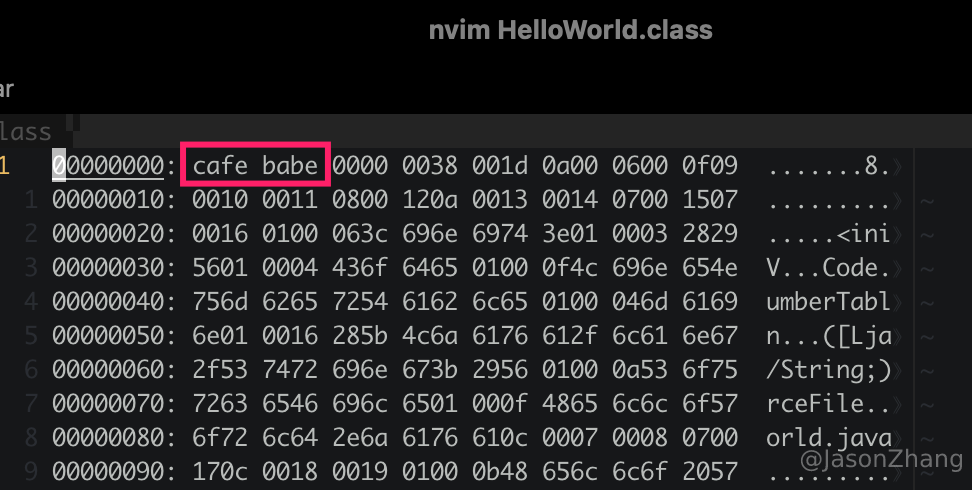 nvim HelloWorld.class
ar
lass
1 00000000: cafe babe 0000 0038 001d 0a00 0600 0f09 .......8.
1 00000010: 0010 0011 0800 120a 0013 0014 0700 1507 .........
2 00000020: 0016 0100 063c 696e 6974 3e01 0003 2829 .....<ini
3 00000030: 5601 0004 436f 6465 0100 0f4c 696e 654e V...Code.
4 00000040: 756d 6265 7254 6162 6c65 0100 046d 6169 umberTabl
5 00000050: 6e01 0016 285b 4c6a 6176 612f 6c61 6e67 n...([Lja
6 00000060: 2f53 7472 696e 673b 2956 0100 0a53 6f75 /String;)
7 00000070: 7263 6546 696c 6501 000f 4865 6c6c 6f57 rceFile..
8 00000080: 6f72 6c64 2e6a 6176 610c 0007 0008 0700 orld.java
9 00000090: 170c 0018 0019 0100 0b48 656c 6c6f 2057 .........
@JasonZhang